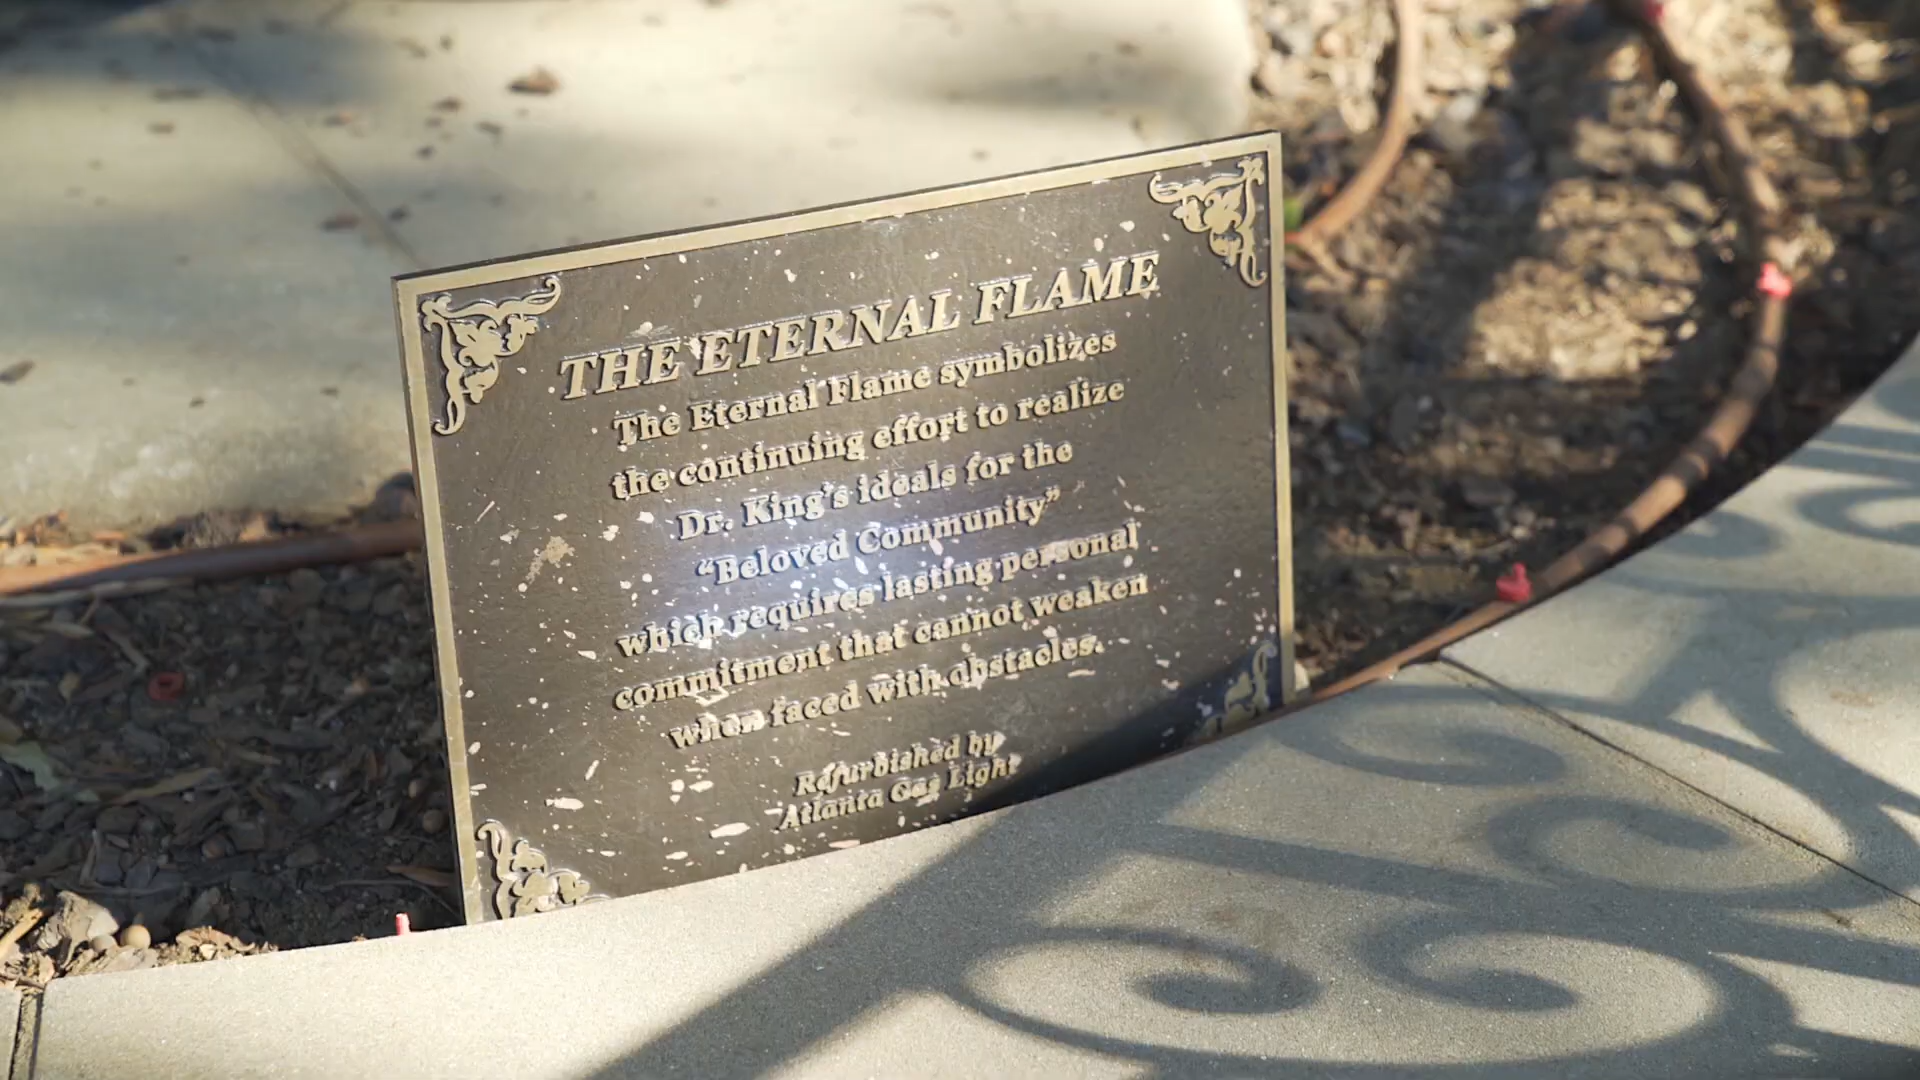 THE ETERNAL FLAME
The Eternal Flame symbolizes
the continuing effort to realize
Dr. King's ideals for the
“Beloved Community”
which requires lasting personal
commitment that cannot weaken
when faced with obstacles.
Refurbished by
Atlanta Gas Light